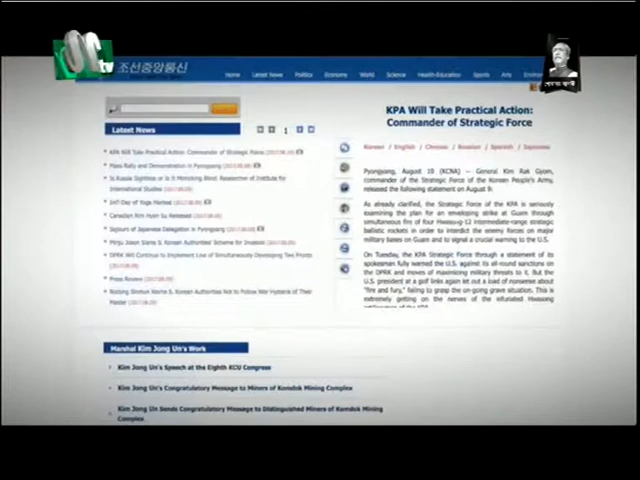 tv
조선중앙통신
Home Latest News Politics Economy World Science Health-Education Sports Arts
KPA Will Take Practical Action:
Commander of Strategic Force
Latest News
1
Korean / English / Chinese / Russian / Spanish / Japanese
KPA Will Take Practical Action: Commander of Strategic Force
Mass Rally and Demonstration in Pyongyang
Is Russia Sightless or Is It Mimicking Blind: Researcher of Institute for
International Studies
Int'l Day of Yoga Marked
Canadian Rim Hyon Su Released
Sojourn of Japanese Delegation in Pyongyang
Minju Joson Slams S. Korean Authorities' Scheme for Invasion
DPRK Will Continue to Implement Line of Simultaneously Developing Two Fronts
Press Review
Rodong Sinmun Warns S. Korean Authorities Not to Follow War Hysteria of Their
Master
Pyongyang, August 10 (KCNA) -- General Kim Rak Gyom,
commander of the Strategic Force of the Korean People's Army,
released the following statement on August 9:
As already clarified, the Strategic Force of the KPA is seriously
examining the plan for an enveloping strike at Guam through
simultaneous fire of four Hwasong-12 intermediate-range strategic
ballistic rockets in order to interdict the enemy forces on major
military bases on Guam and to signal a crucial warning to the U.S.
On Tuesday, the KPA Strategic Force through a statement of its
spokesman fully warned the U.S. against its all-round sanctions on
the DPRK and moves of maximizing military threats to it. But the
U.S. president at a golf links again let out a load of nonsense about
"fire and fury," failing to grasp the on-going grave situation. This is
extremely getting on the nerves of the infuriated Hwasong
Marshal Kim Jong Un's Work
Kim Jong Un's Speech at the Eighth KCU Congress
Kim Jong Un's Congratulatory Message to Miners of Komdok Mining Complex
Kim Jong Un Sends Congratulatory Message to Distinguished Miners of Komdok Mining
Complex